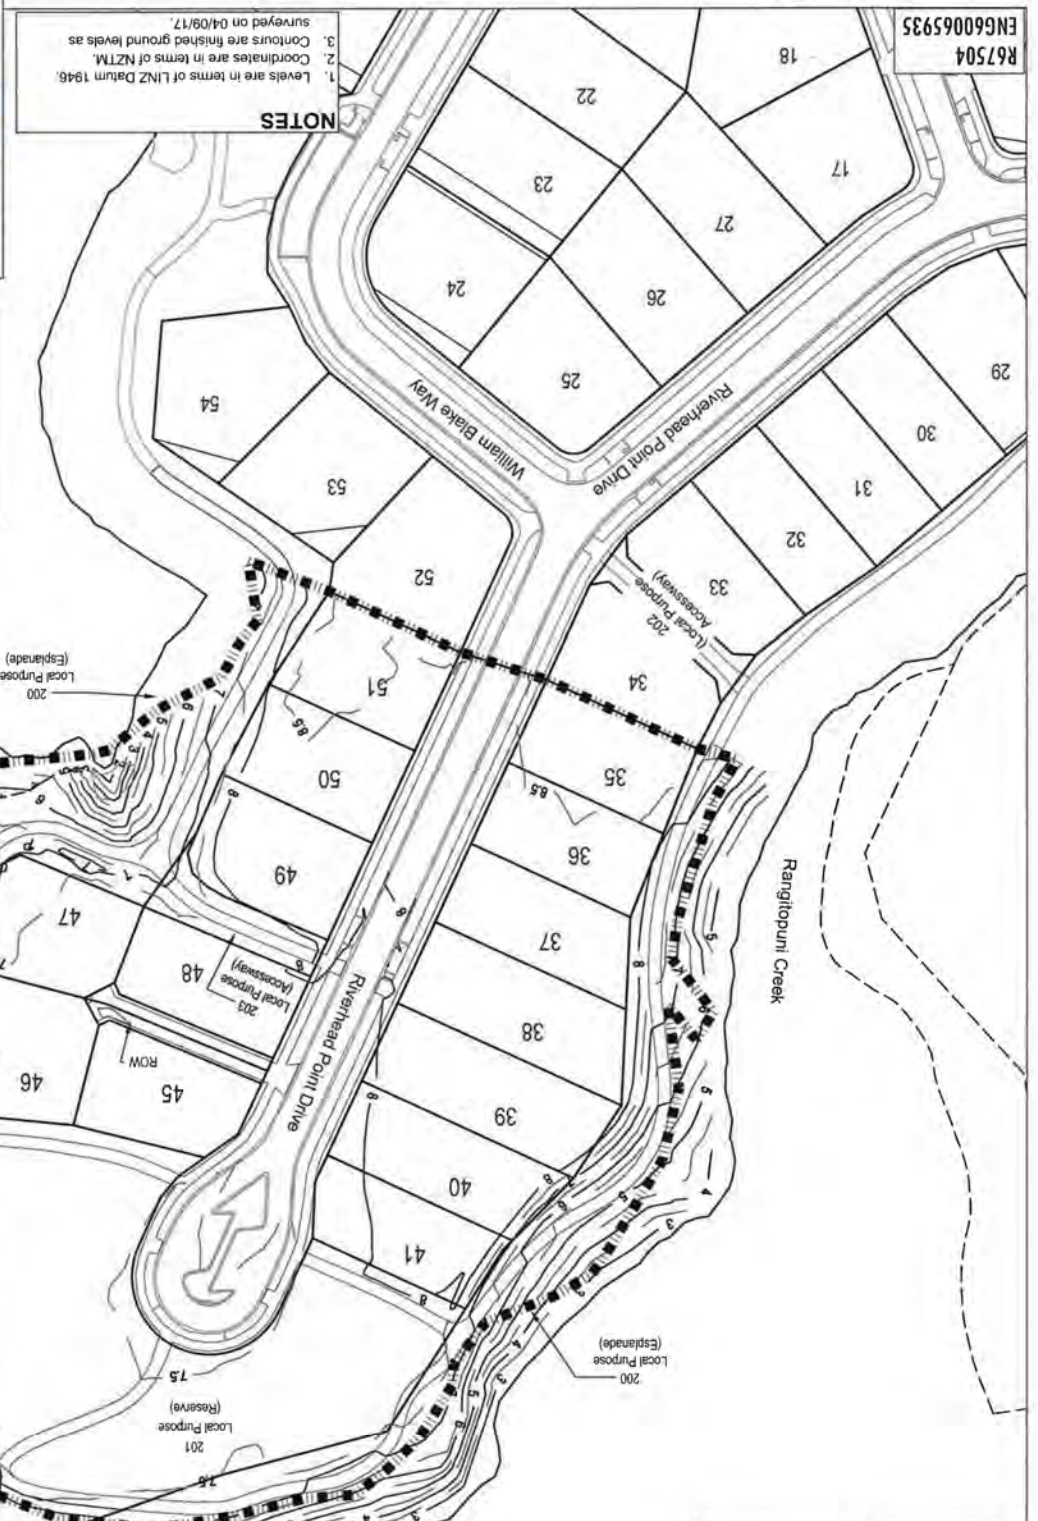 R67504
ENG60065935
NOTES
1. Levels are in terms of LINZ Datum 1946.
2. Coordinates are in terms of NZTM.
3. Contours are finished ground levels as
surveyed on 04/09/17.
201
Local Purpose
(Reserve)
7.5
7.5
200
Local Purpose
(Esplanade)
41
40
39
38
37
36
35
34
33
32
31
30
29
45
46
ROW
47
48
203
Local Purpose
(Accessway)
49
50
51
52
53
54
8.5
8.5
Riverhead Point Drive
Rangitopuni Creek
200
Local Purpose
(Esplanade)
202
(Local Purpose
Accessway)
William Blake Way
Riverhead Point Drive
25
26
27
24
23
22
17
18